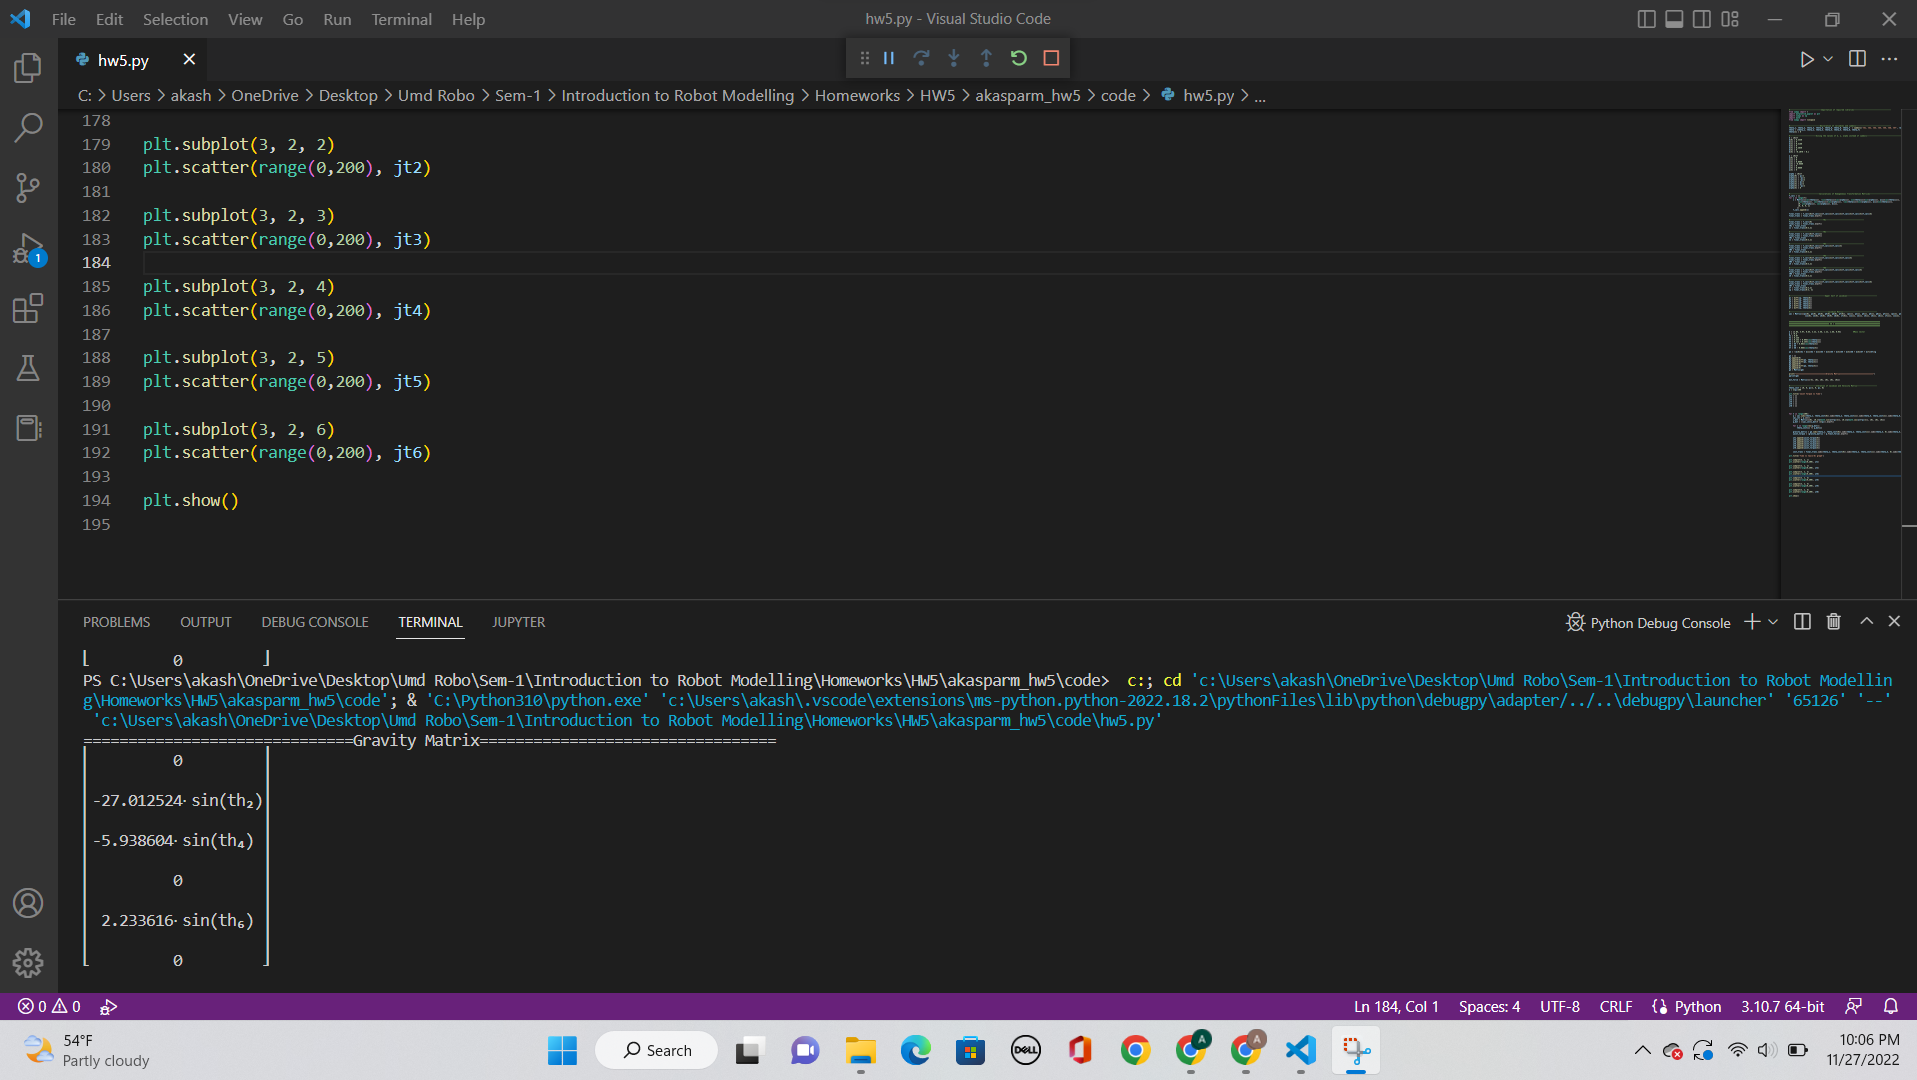 File Edit Selection View Go Run Terminal Help
hw5.py - Visual Studio Code
hw5.py
C: > Users > akash > OneDrive > Desktop > Umd Robo > Sem-1 > Introduction to Robot Modelling > Homeworks > HW5 > akasparm_hw5 > code > hw5.py > ...
178
179 plt.subplot(3, 2, 2)
180 plt.scatter(range(0,200), jt2)
181
182 plt.subplot(3, 2, 3)
183 plt.scatter(range(0,200), jt3)
184
185 plt.subplot(3, 2, 4)
186 plt.scatter(range(0,200), jt4)
187
188 plt.subplot(3, 2, 5)
189 plt.scatter(range(0,200), jt5)
190
191 plt.subplot(3, 2, 6)
192 plt.scatter(range(0,200), jt6)
193
194 plt.show()
195
1
PROBLEMS OUTPUT DEBUG CONSOLE TERMINAL JUPYTER
Python Debug Console
⎣ 0 ⎦
PS C:\Users\akash\OneDrive\Desktop\Umd Robo\Sem-1\Introduction to Robot Modelling\Homeworks\HW5\akasparm_hw5\code> c:; cd 'c:\Users\akash\OneDrive\Desktop\Umd Robo\Sem-1\Introduction to Robot Modellin
g\Homeworks\HW5\akasparm_hw5\code'; & 'C:\Python310\python.exe' 'c:\Users\akash\.vscode\extensions\ms-python.python-2022.18.2\pythonFiles\lib\python\debugpy\adapter/../..\debugpy\launcher' '65126' '--'
'c:\Users\akash\OneDrive\Desktop\Umd Robo\Sem-1\Introduction to Robot Modelling\Homeworks\HW5\akasparm_hw5\code\hw5.py'
==============================Gravity Matrix=================================
0
-27.012524⋅sin(th₂)
-5.938604⋅sin(th₄)
0
2.233616⋅sin(th₆)
0
0 0
Ln 184, Col 1 Spaces: 4 UTF-8 CRLF Python 3.10.7 64-bit
54°F
Partly cloudy
Search
DELL
A
A
10:06 PM
11/27/2022